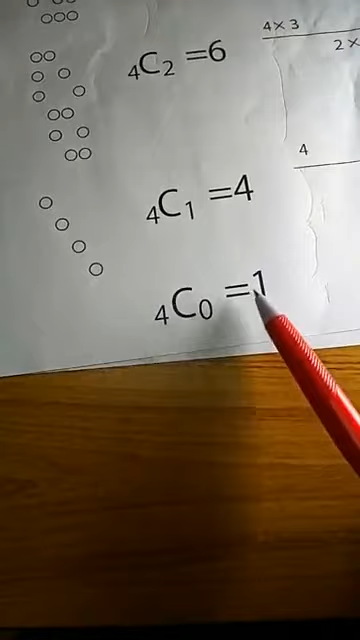 4 × 3
₄C₂ = 6
2 ×
4
₄C₁ = 4
₄C₀ = 1